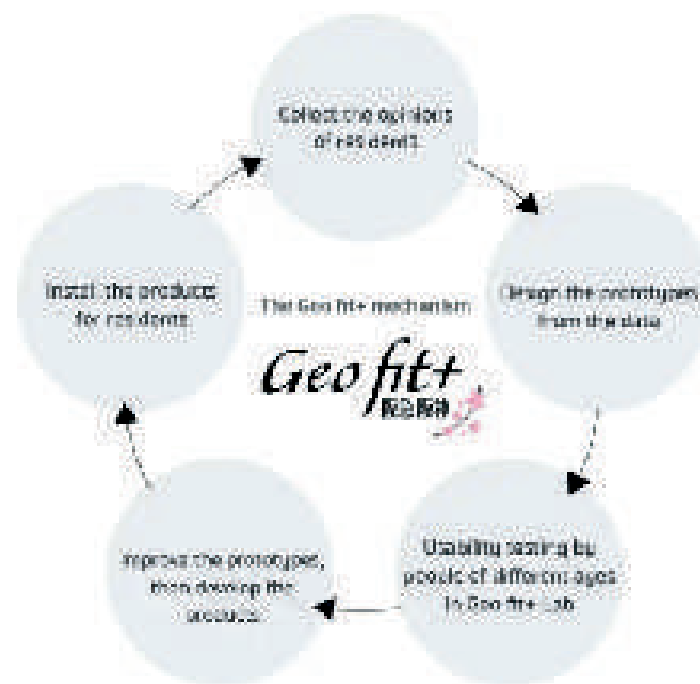 Collect the opinions
of residents
Design the prototypes
from the data
Usability testing by
people of different ages
in Geo fit+ Lab
Improve the prototypes,
then develop the
products
Install the products
for residents
The Geo fit+ mechanism
Geo fit+